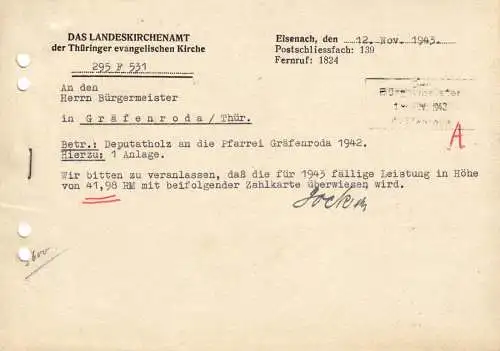 DAS LANDESKIRCHENAMT
der Thüringer evangelischen Kirche
295 F 531
Eisenach, den 12. Nov. 1943.
Postschliessfach: 139
Fernruf: 1824
An den
Herrn Bürgermeister
in Gräfenroda / Thür.
Bürgermeister
A
Betr.: Deputatholz an die Pfarrei Gräfenroda 1942.
Hierzu: 1 Anlage.
Wir bitten zu veranlassen, daß die für 1943 fällige Leistung in Höhe
von 41,98 RM mit beifolgender Zahlkarte überwiesen wird.